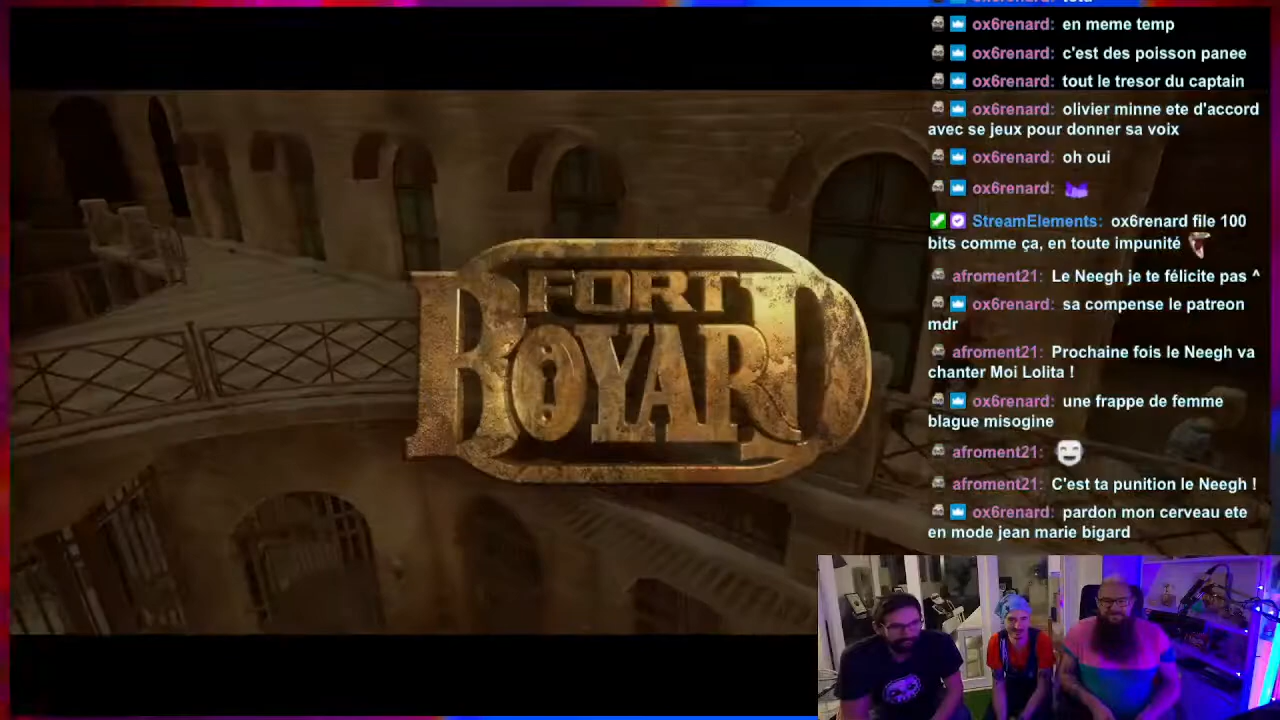 ox6renard: en meme temp
ox6renard: c'est des poisson panee
ox6renard: tout le tresor du captain
ox6renard: olivier minne ete d'accord
avec se jeux pour donner sa voix
ox6renard: oh oui
ox6renard:
StreamElements: ox6renard file 100
bits comme ça, en toute impunité
afroment21: Le Neegh je te félicite pas ^
ox6renard: sa compense le patreon
mdr
afroment21: Prochaine fois le Neegh va
chanter Moi Lolita !
ox6renard: une frappe de femme
blague misogine
afroment21:
afroment21: C'est ta punition le Neegh !
ox6renard: pardon mon cerveau ete
en mode jean marie bigard
FORT
BOYARD